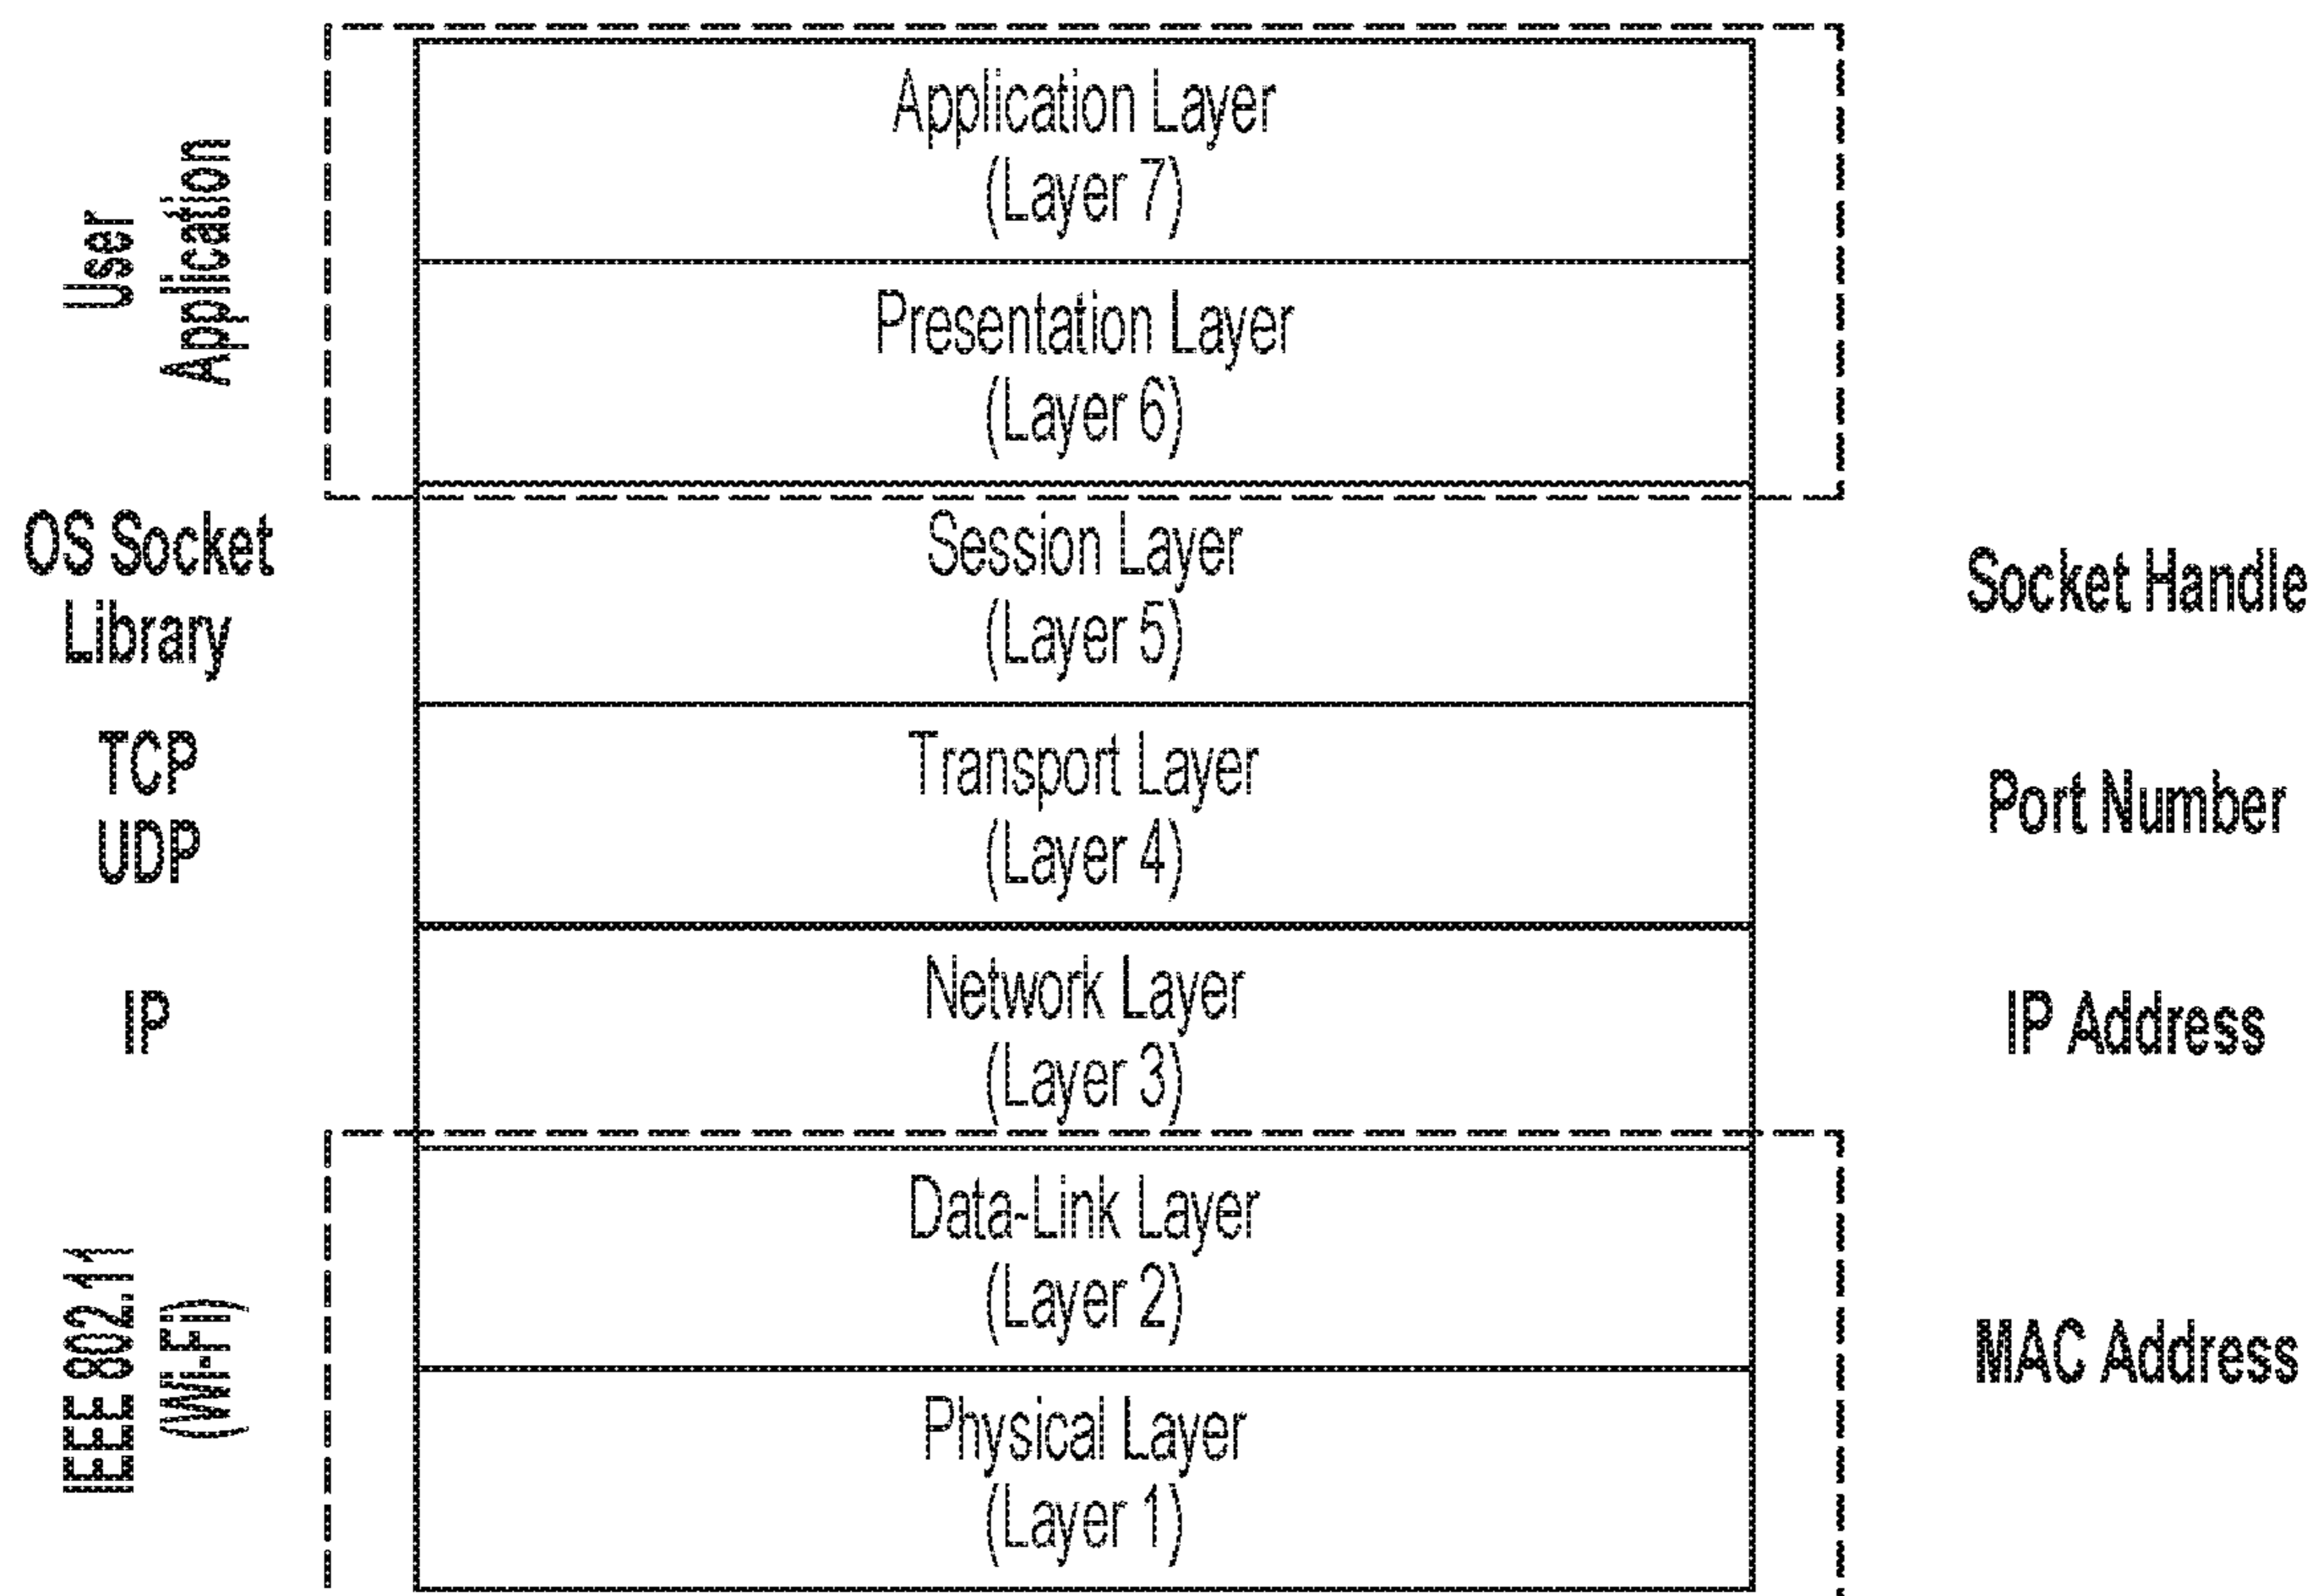 User
Application
Application Layer
(Layer 7)
Presentation Layer
(Layer 6)
OS Socket
Library
Session Layer
(Layer 5)
Socket Handle
TCP
UDP
Transport Layer
(Layer 4)
Port Number
IP
Network Layer
(Layer 3)
IP Address
IEEE 802.11
(Wi-Fi)
Data-Link Layer
(Layer 2)
MAC Address
Physical Layer
(Layer 1)